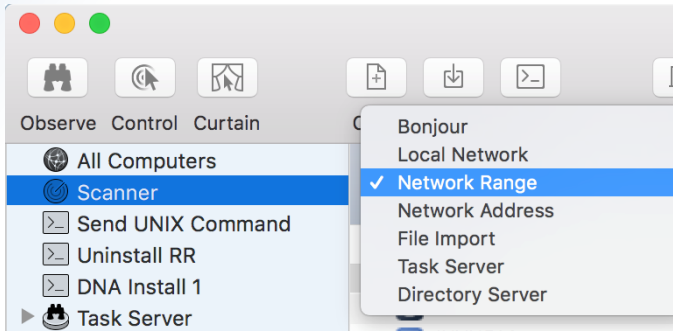 Observe Control Curtain C
All Computers
Scanner
Send UNIX Command
Uninstall RR
DNA Install 1
Task Server
Bonjour
Local Network
Network Range
Network Address
File Import
Task Server
Directory Server